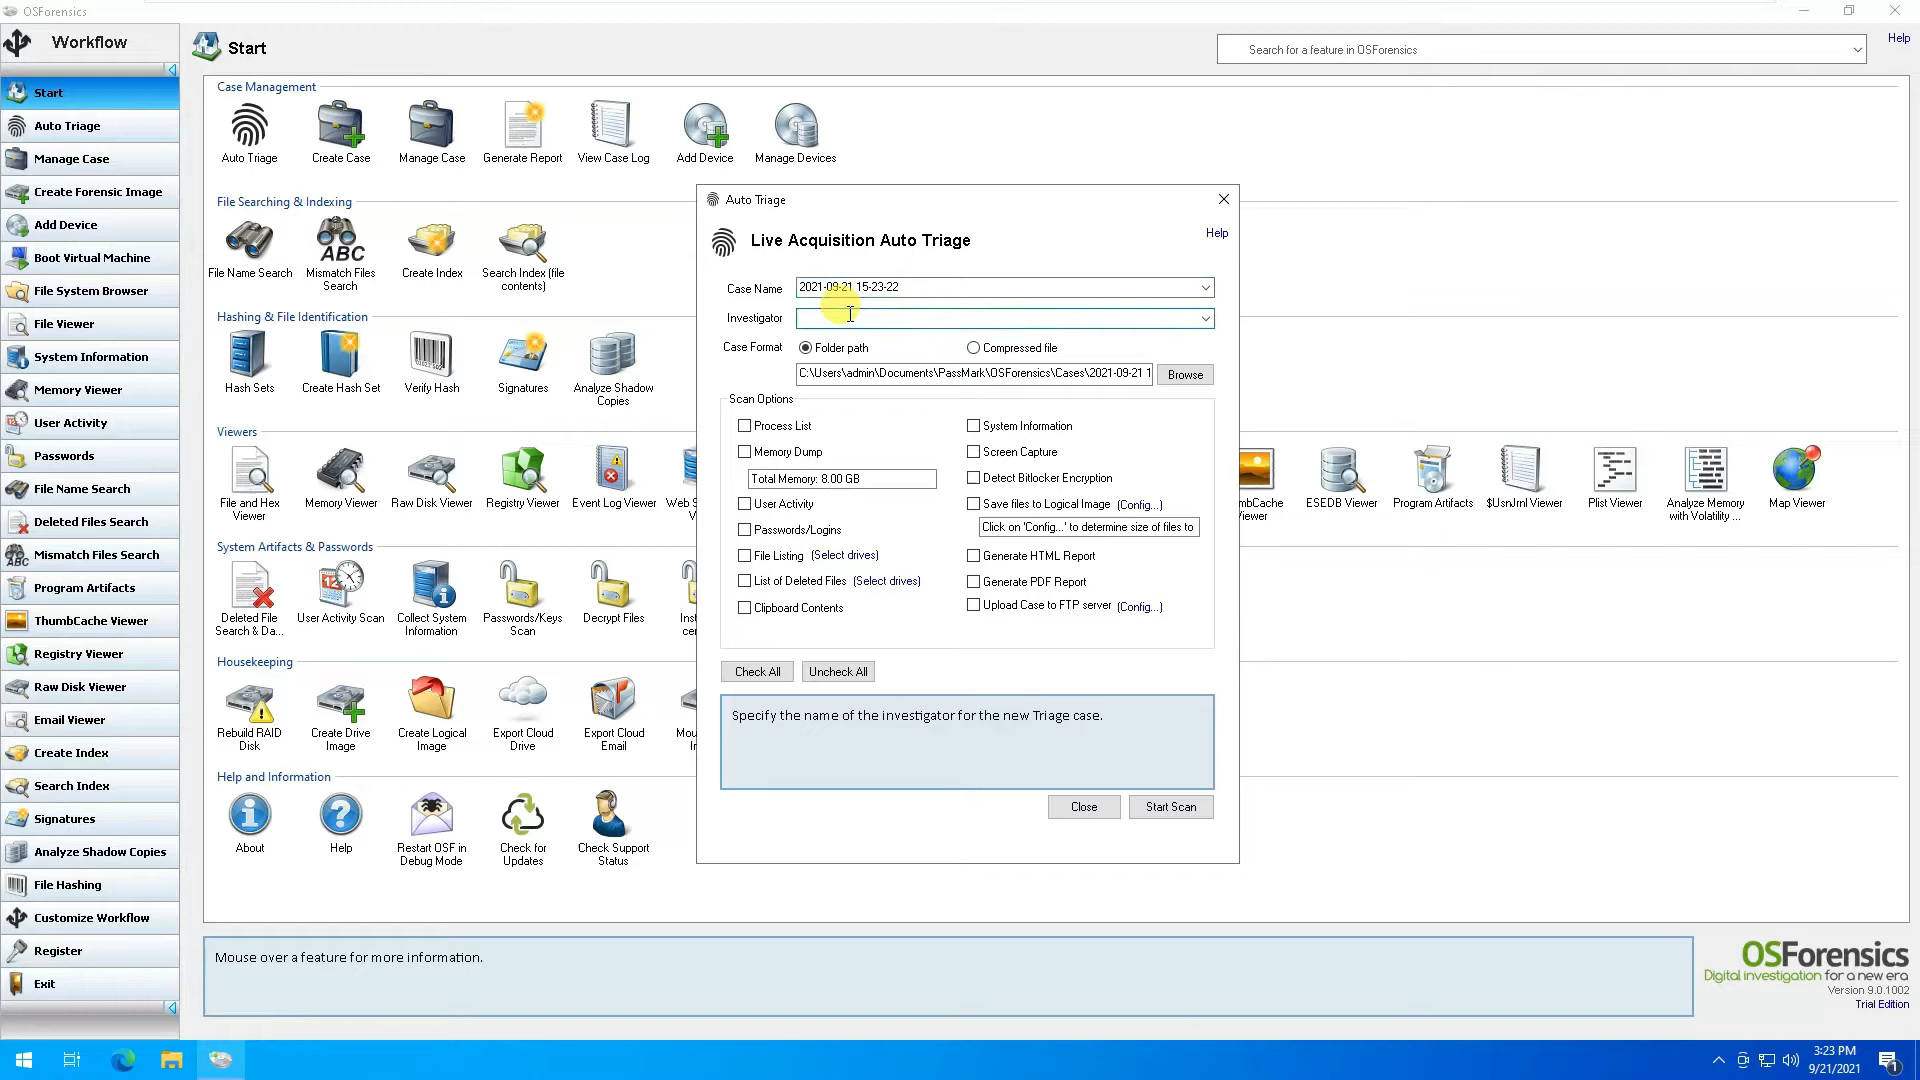 OSForensics
Workflow
Start
Search for a feature in OSForensics
Help
Start
Auto Triage
Manage Case
Create Forensic Image
Add Device
Boot Virtual Machine
File System Browser
File Viewer
System Information
Memory Viewer
User Activity
Passwords
File Name Search
Deleted Files Search
Mismatch Files Search
Program Artifacts
ThumbCache Viewer
Registry Viewer
Raw Disk Viewer
Email Viewer
Create Index
Search Index
Signatures
Analyze Shadow Copies
File Hashing
Customize Workflow
Register
Exit
Case Management
Auto Triage
Create Case
Manage Case
Generate Report
View Case Log
Add Device
Manage Devices
File Searching & Indexing
File Name Search
Mismatch Files
Search
ABC
Create Index
Search Index (file
contents)
Hashing & File Identification
Hash Sets
Create Hash Set
Verify Hash
Signatures
Analyze Shadow
Copies
Viewers
File and Hex
Viewer
Memory Viewer
Raw Disk Viewer
Registry Viewer
Event Log Viewer
Web S
V
mbCache
iewer
ESEDB Viewer
Program Artifacts
$UsnJrnl Viewer
Plist Viewer
Analyze Memory
with Volatility ...
Map Viewer
System Artifacts & Passwords
Deleted File
Search & Da...
User Activity Scan
Collect System
Information
Passwords/Keys
Scan
Decrypt Files
Inst
cer
Housekeeping
Rebuild RAID
Disk
Create Drive
Image
Create Logical
Image
Export Cloud
Drive
Export Cloud
Email
Mou
Ir
Help and Information
About
Help
Restart OSF in
Debug Mode
Check for
Updates
Check Support
Status
Auto Triage
Live Acquisition Auto Triage
Help
Case Name
2021-09-21 15-23-22
Investigator
Case Format
Folder path
Compressed file
C:\Users\admin\Documents\PassMark\OSForensics\Cases\2021-09-21 1
Browse
Scan Options
Process List
System Information
Memory Dump
Screen Capture
Total Memory: 8.00 GB
Detect Bitlocker Encryption
User Activity
Save files to Logical Image (Config...)
Passwords/Logins
Click on 'Config...' to determine size of files to
File Listing (Select drives)
Generate HTML Report
List of Deleted Files (Select drives)
Generate PDF Report
Clipboard Contents
Upload Case to FTP server (Config...)
Check All
Uncheck All
Specify the name of the investigator for the new Triage case.
Close
Start Scan
Mouse over a feature for more information.
OSForensics
Digital investigation for a new era
Version 9.0.1002
Trial Edition
3:23 PM
9/21/2021
1